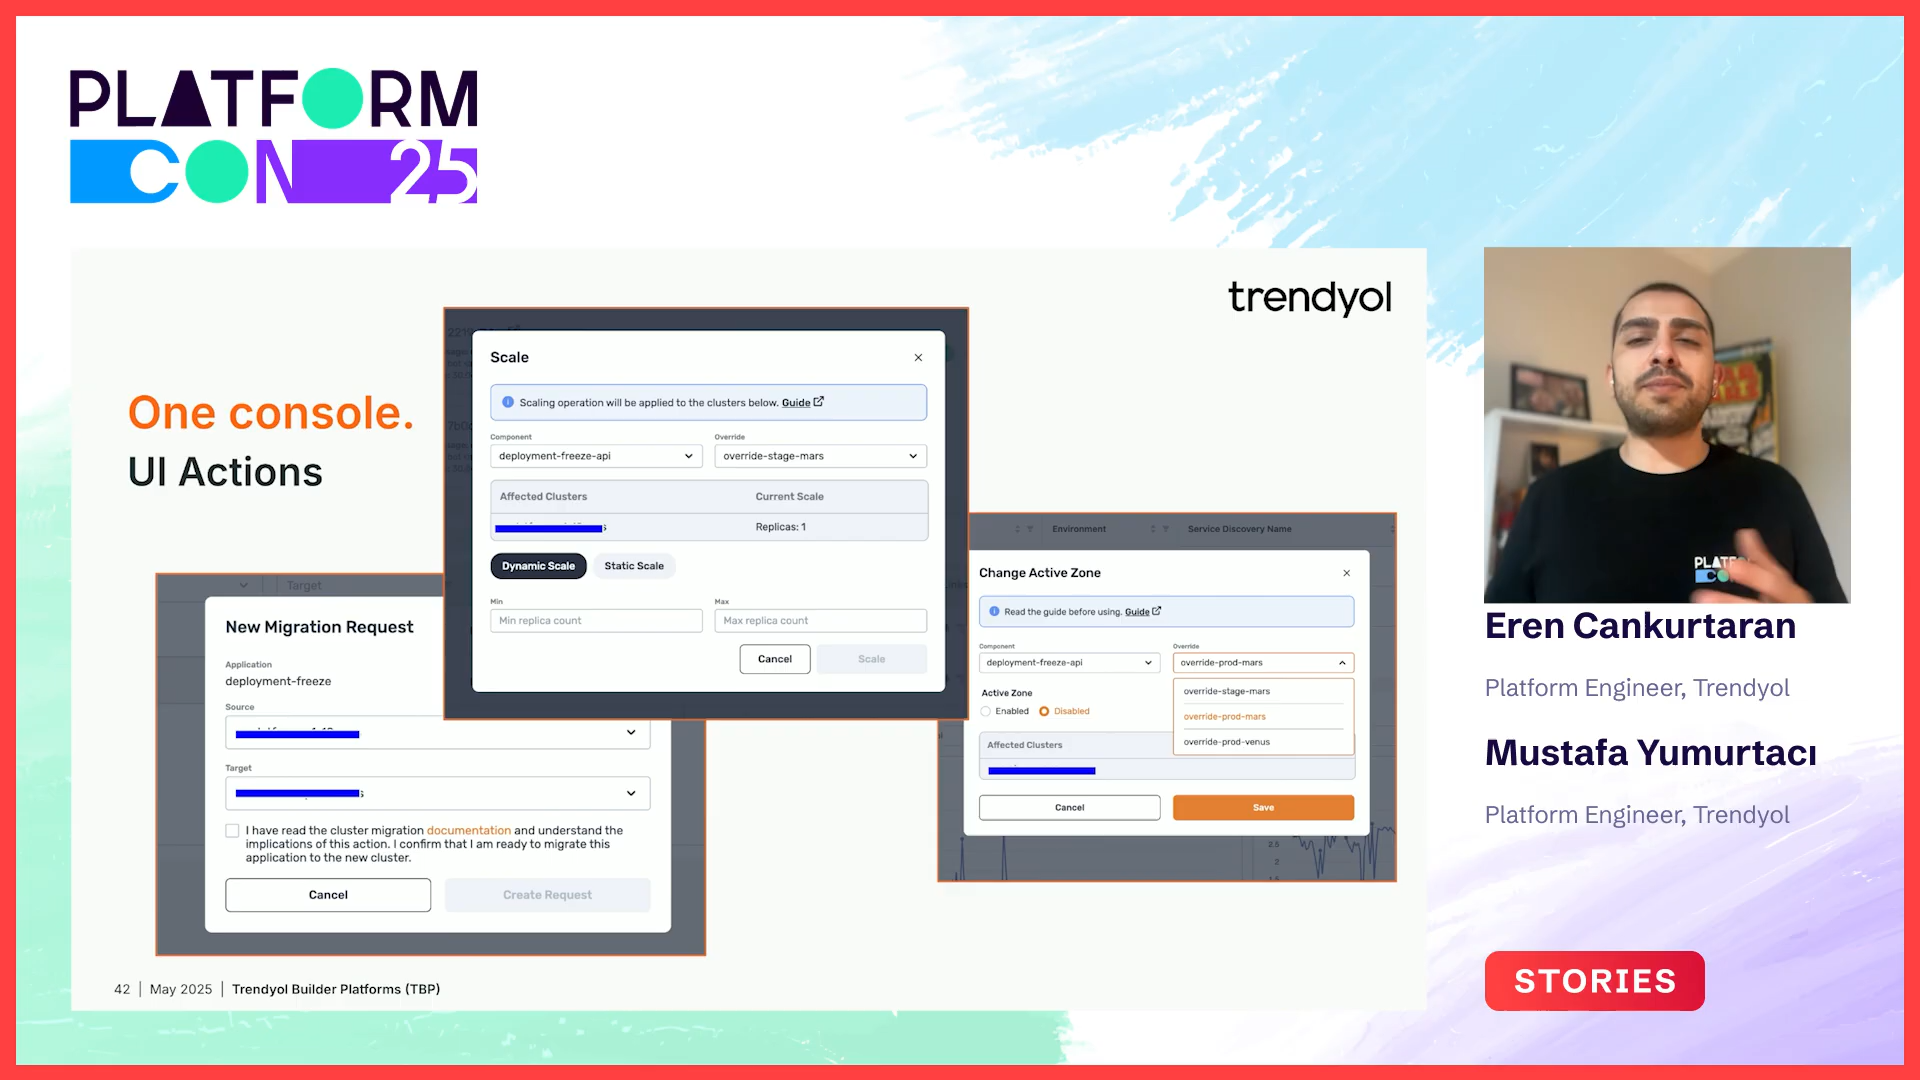 PLATFORM
CON 25
trendyol
One console.
UI Actions
Scale
Scaling operation will be applied to the clusters below. Guide
Component
Override
deployment-freeze-api
override-stage-mars
Affected Clusters
Current Scale
Replicas: 1
Dynamic Scale
Static Scale
Min
Max
Min replica count
Max replica count
Cancel
Scale
Target
New Migration Request
Application
deployment-freeze
Source
Target
I have read the cluster migration documentation and understand the
implications of this action. I confirm that I am ready to migrate this
application to the new cluster.
Cancel
Create Request
Environment
Service Discovery Name
Change Active Zone
Read the guide before using. Guide
Component
Override
deployment-freeze-api
override-prod-mars
Active Zone
override-stage-mars
Enabled
Disabled
override-prod-mars
override-prod-venus
Affected Clusters
Cancel
Save
2.5
2
1.5
42 | May 2025 | Trendyol Builder Platforms (TBP)
Eren Cankurtaran
Platform Engineer, Trendyol
Mustafa Yumurtacı
Platform Engineer, Trendyol
STORIES